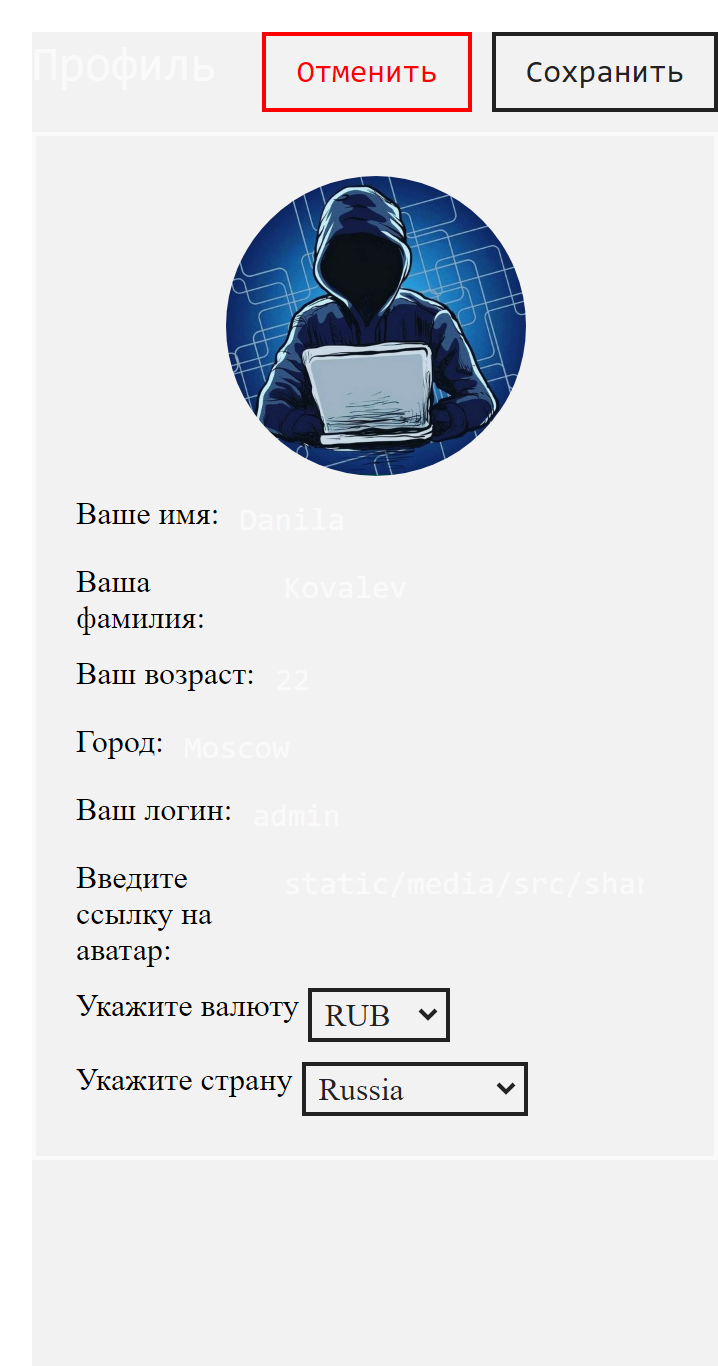 Профиль Отменить Сохранить
Ваше имя: Danila
Ваша Kovalev
фамилия:
Ваш возраст: 22
Город: Moscow
Ваш логин: admin
Введите static/media/src/shar
ссылку на
аватар:
Укажите валюту RUB
Укажите страну Russia